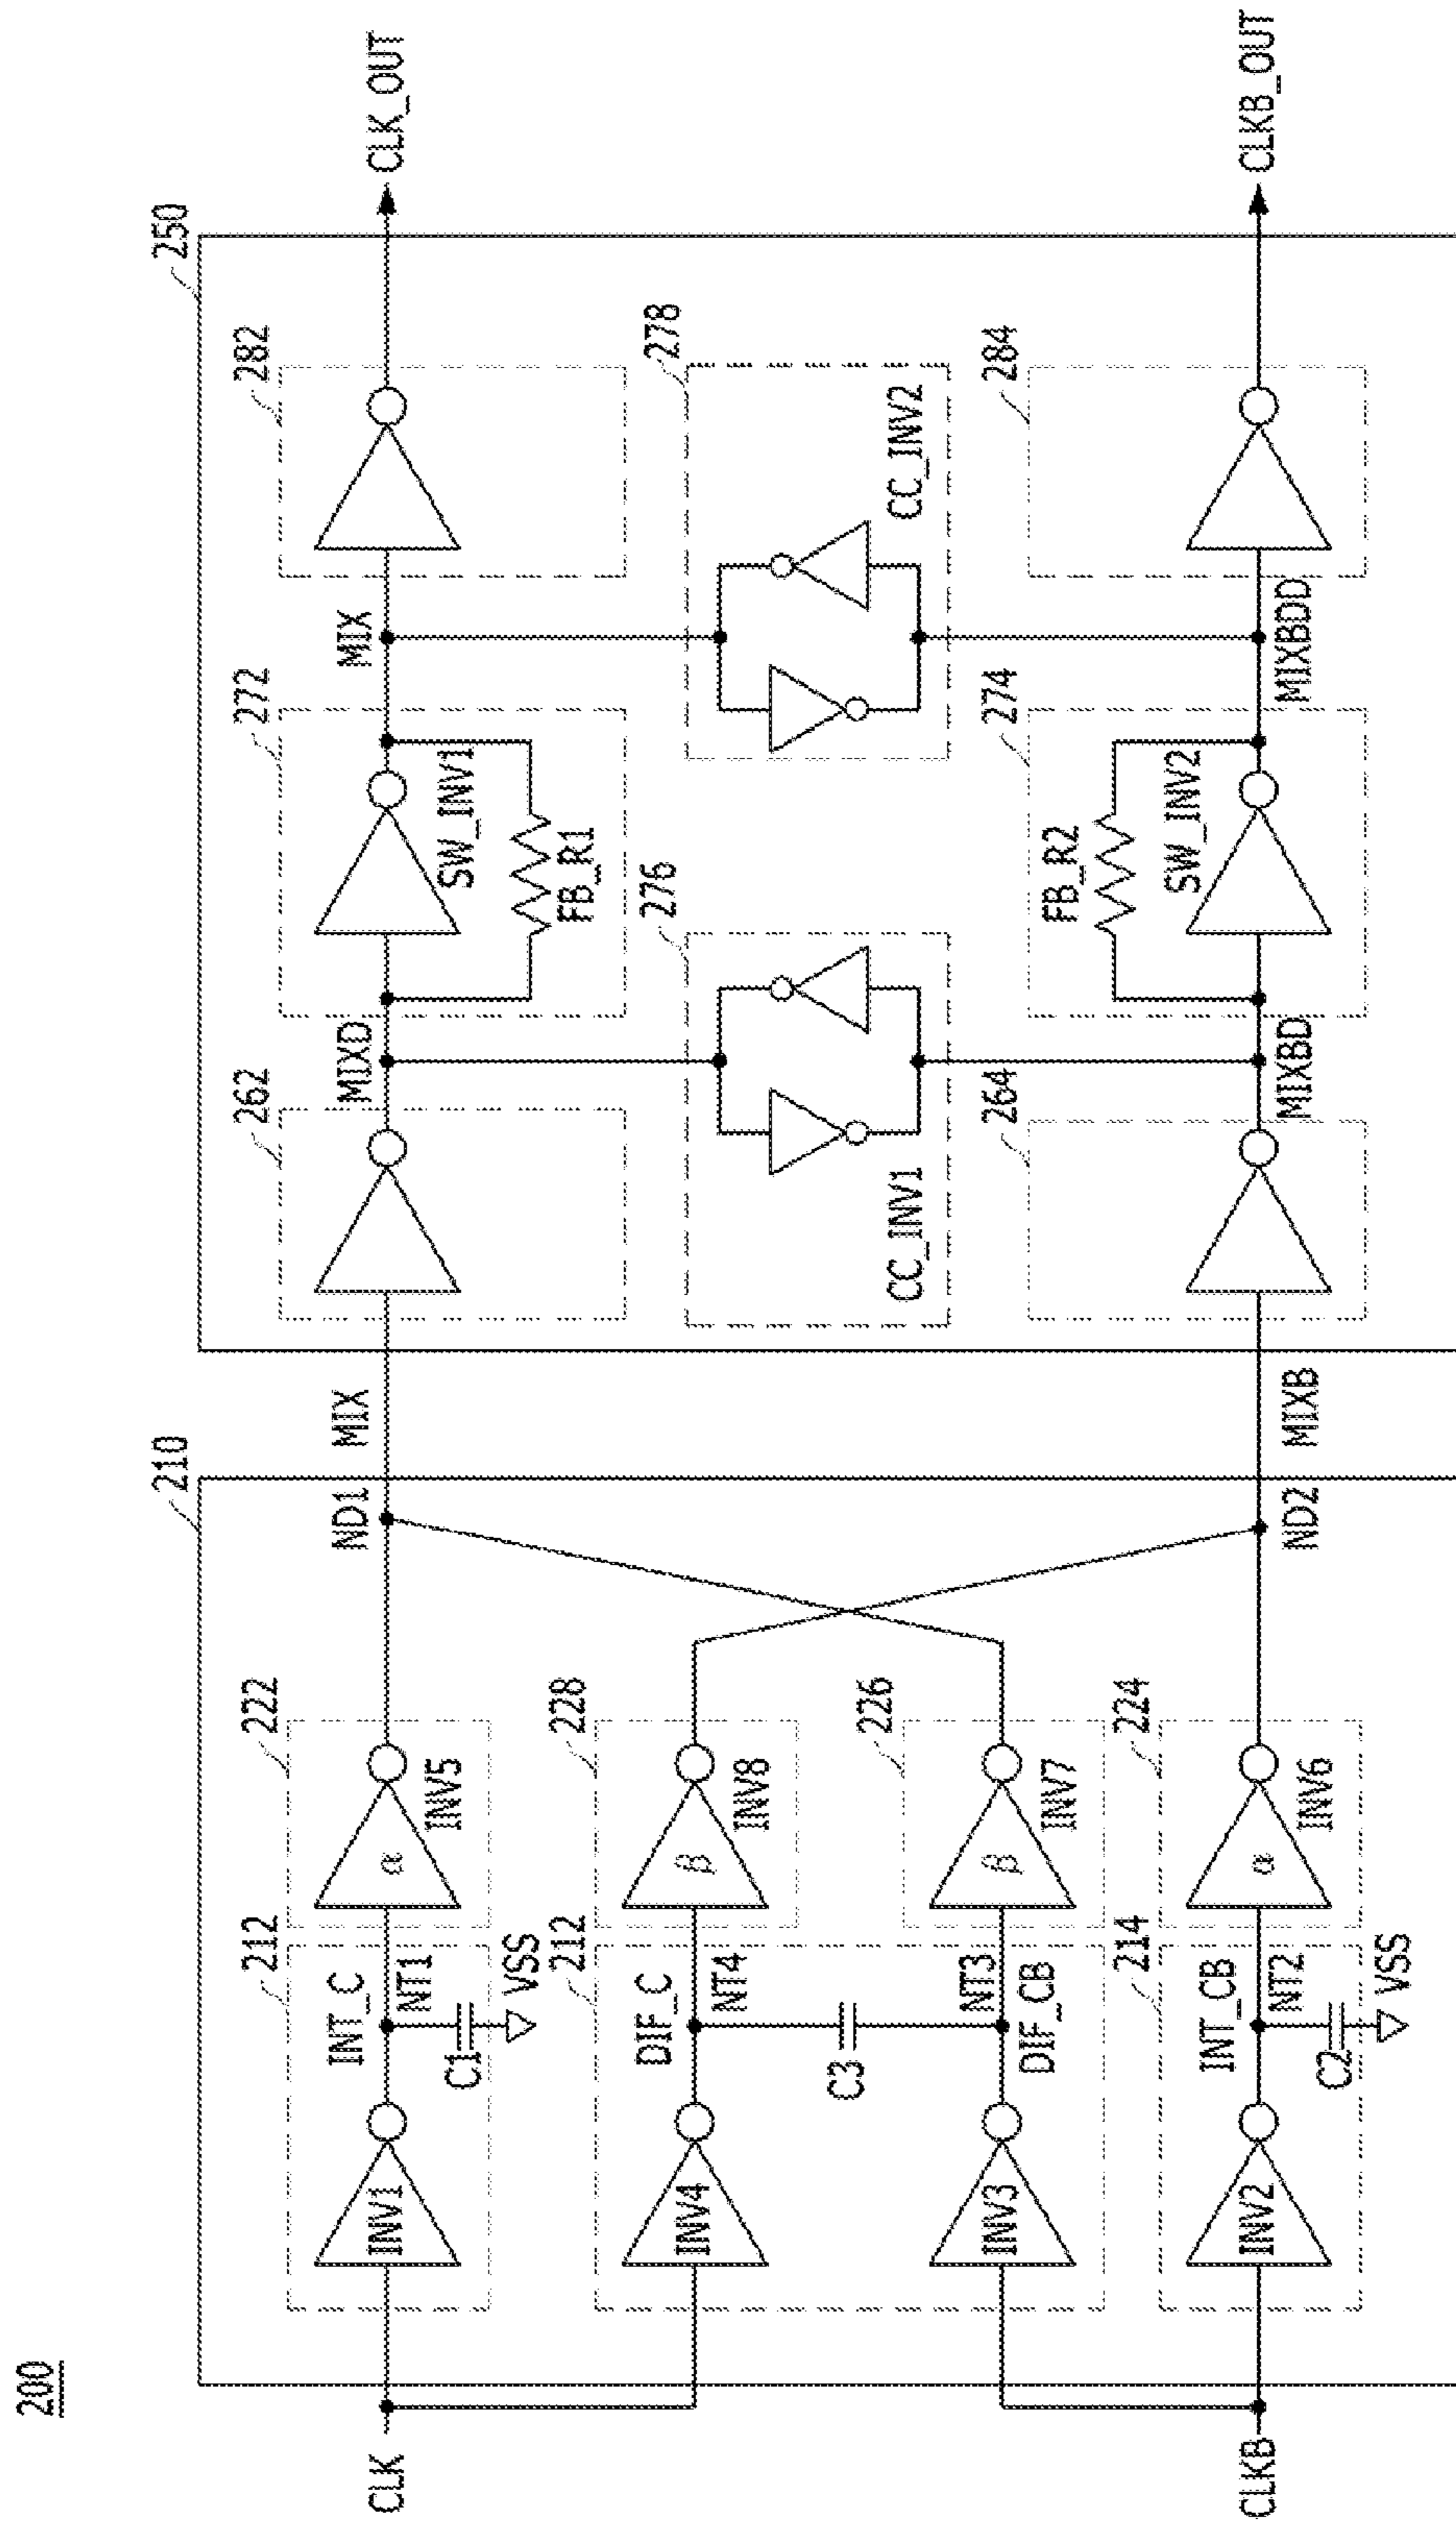 200
210
250
CLK
INV1
212
INT_C
NT1
C1
VSS
222
α
INV5
ND1
MIX
262
MIXD
272
SW_INV1
FB_R1
MIX
282
CLK_OUT
INV4
212
DIF_C
NT4
228
β
INV8
C3
276
CC_INV1
278
CC_INV2
INV3
NT3
DIF_CB
226
β
INV7
CLKB
INV2
214
INT_CB
NT2
C2
VSS
224
α
INV6
ND2
MIXB
264
MIXBD
274
FB_R2
SW_INV2
MIXBDD
284
CLKB_OUT